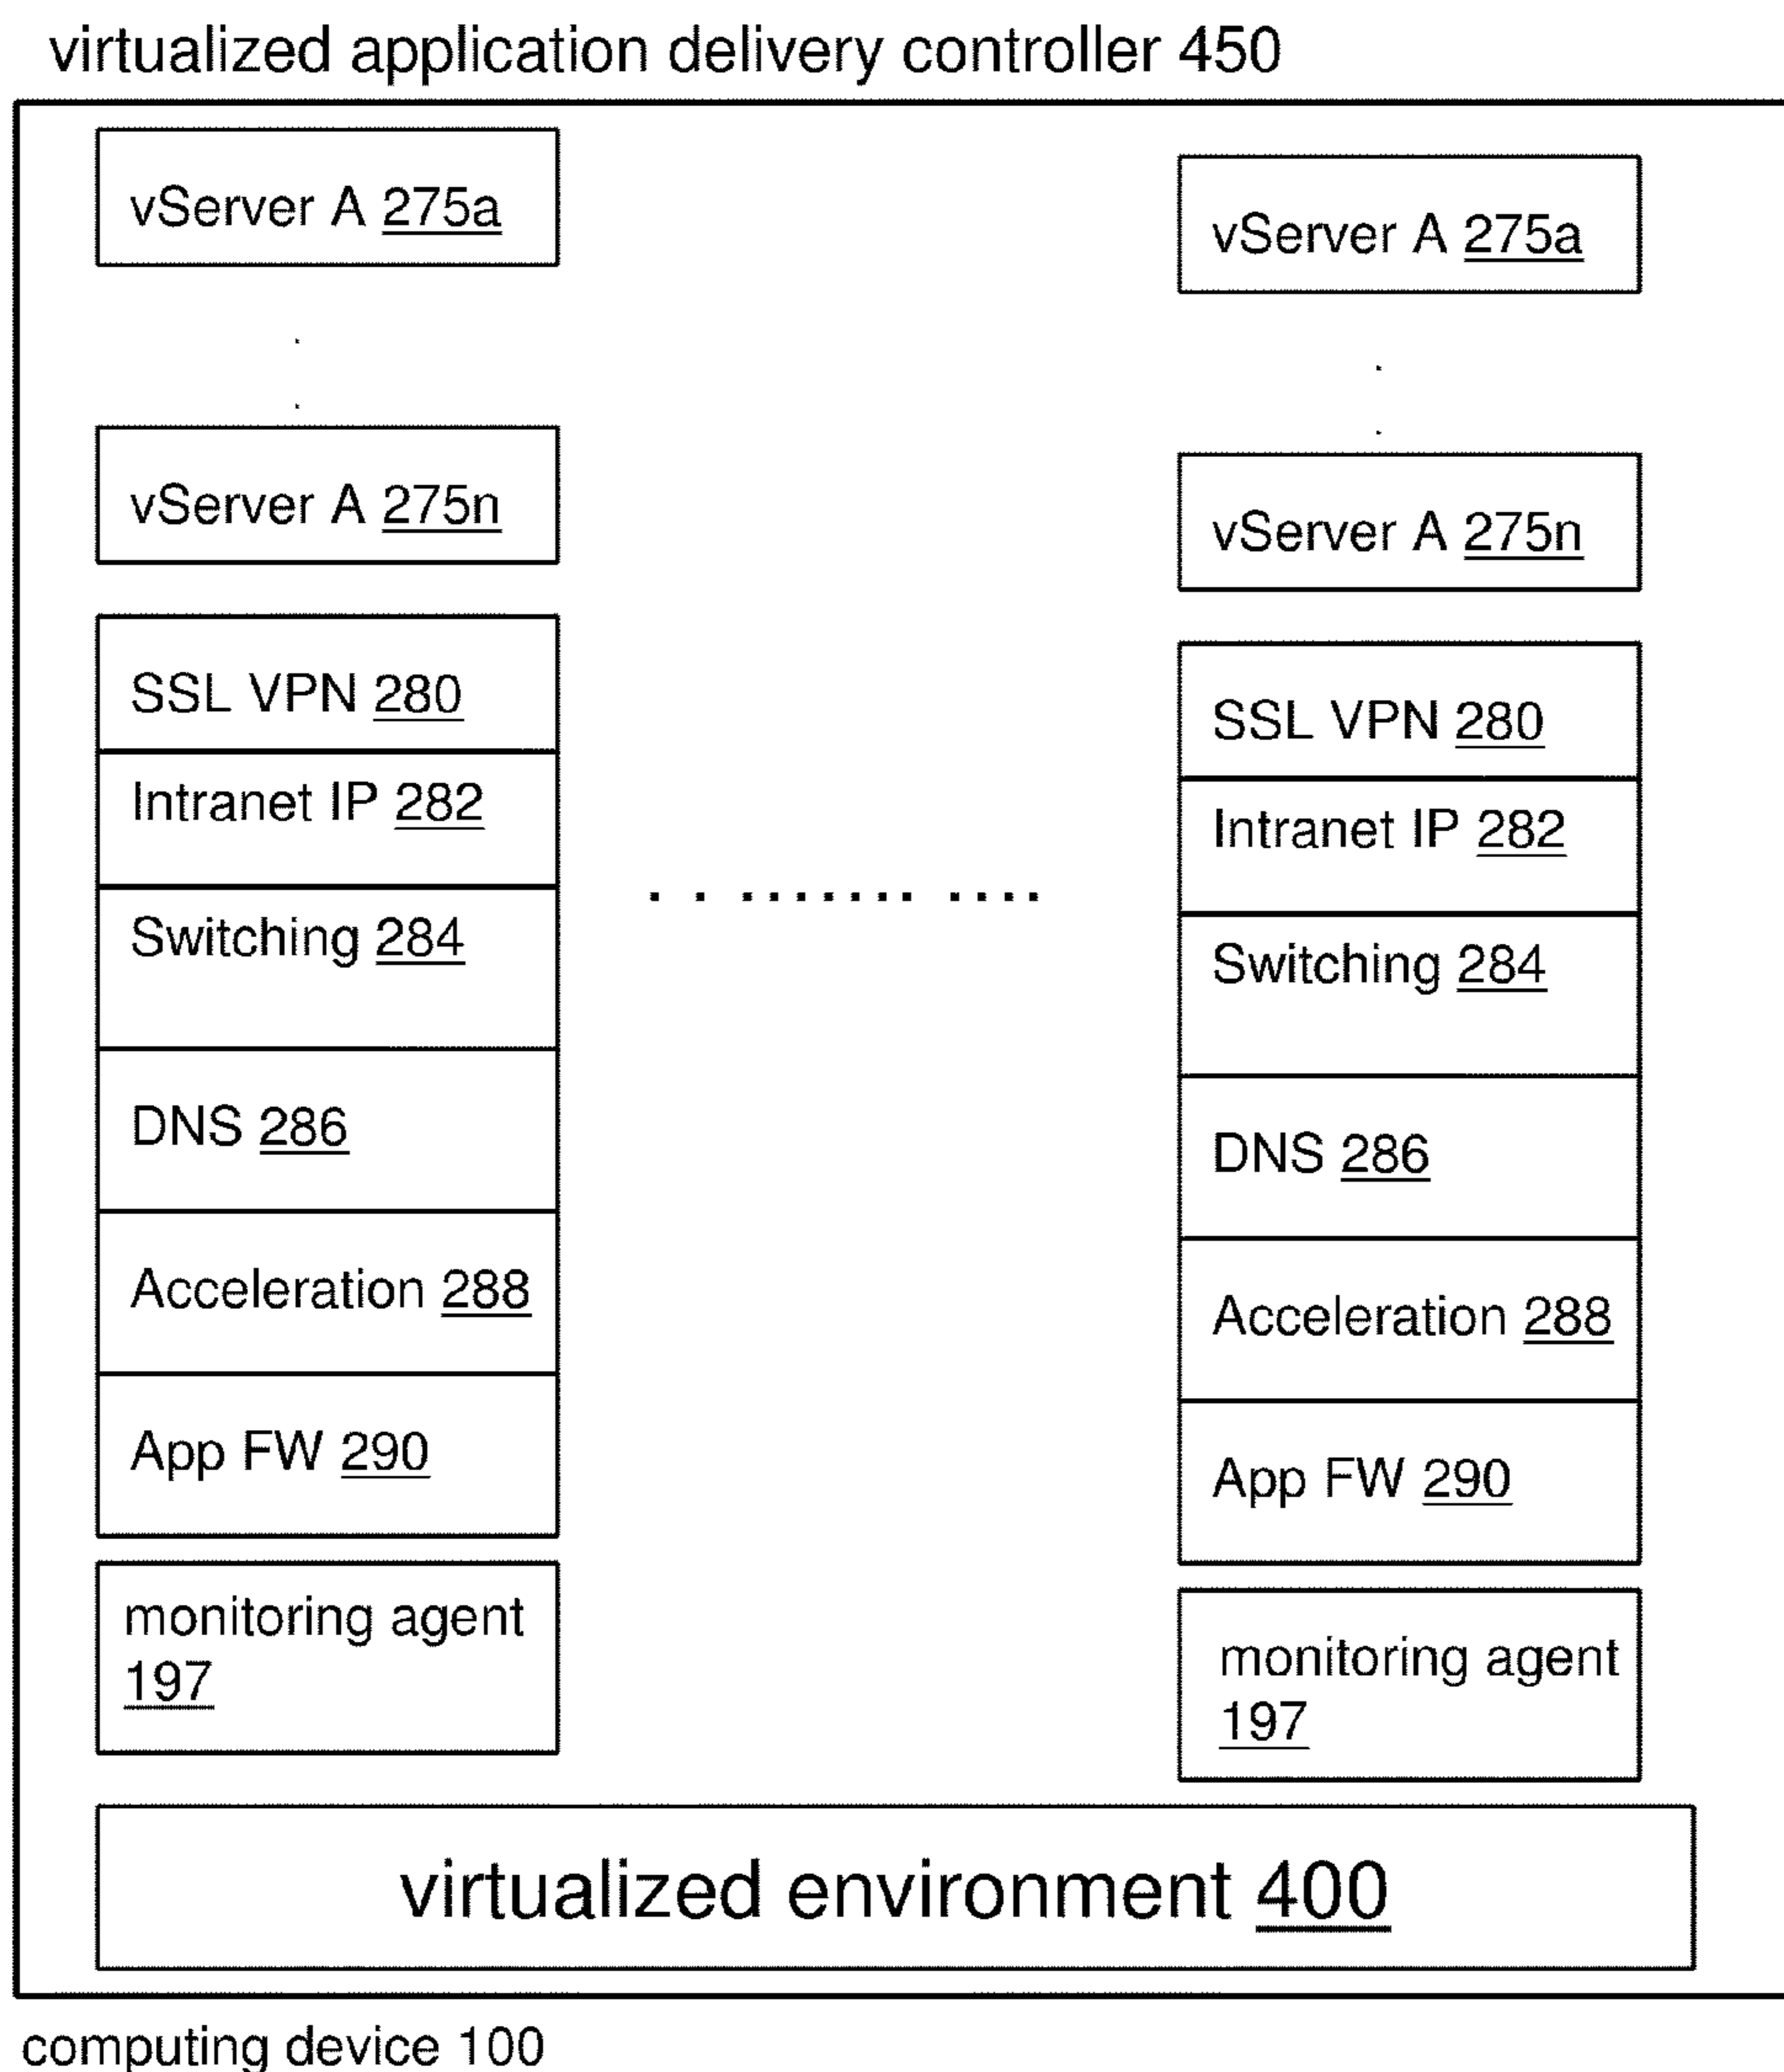 virtualized application delivery controller 450
vServer A 275a
vServer A 275n
SSL VPN 280
Intranet IP 282
Switching 284
DNS 286
Acceleration 288
App FW 290
monitoring agent
197
vServer A 275a
vServer A 275n
SSL VPN 280
Intranet IP 282
Switching 284
DNS 286
Acceleration 288
App FW 290
monitoring agent
197
virtualized environment 400
computing device 100